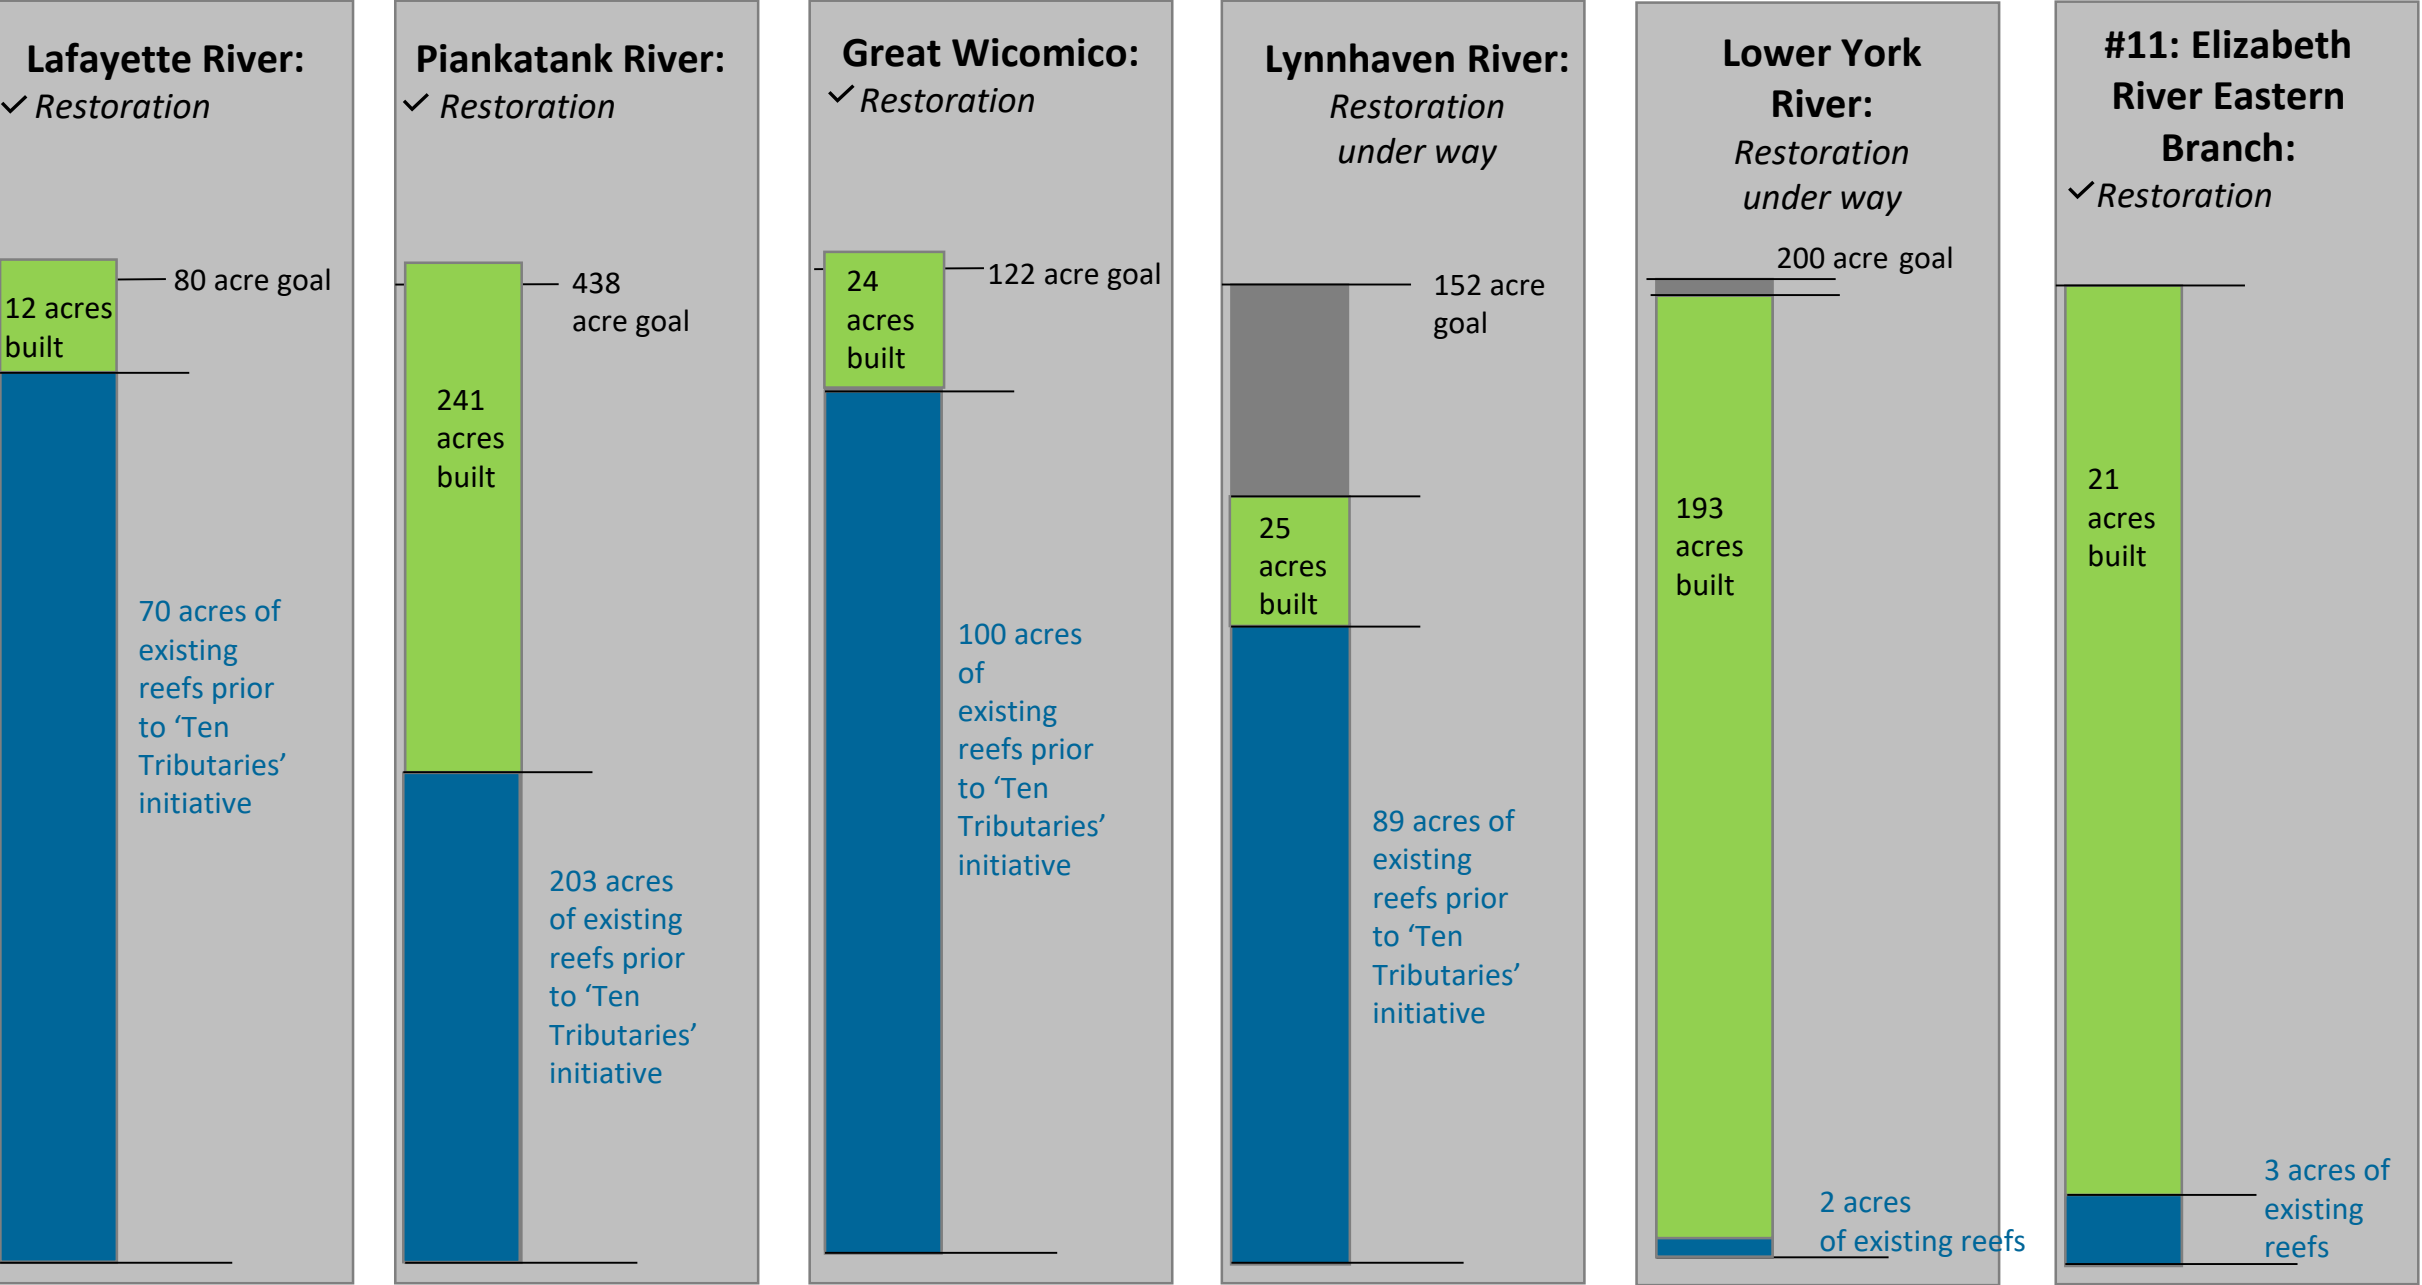 Lafayette River:
✓ Restoration
80 acre goal
12 acres
built
70 acres of
existing
reefs prior
to ‘Ten
Tributaries’
initiative
Piankatank River:
✓ Restoration
438
acre goal
241
acres
built
203 acres
of existing
reefs prior
to ‘Ten
Tributaries’
initiative
Great Wicomico:
✓ Restoration
122 acre goal
24
acres
built
100 acres
of
existing
reefs prior
to ‘Ten
Tributaries’
initiative
Lynnhaven River:
Restoration
under way
152 acre
goal
25
acres
built
89 acres of
existing
reefs prior
to ‘Ten
Tributaries’
initiative
Lower York
River:
Restoration
under way
200 acre goal
193
acres
built
2 acres
of existing reefs
#11: Elizabeth
River Eastern
Branch:
✓ Restoration
21
acres
built
3 acres of
existing
reefs